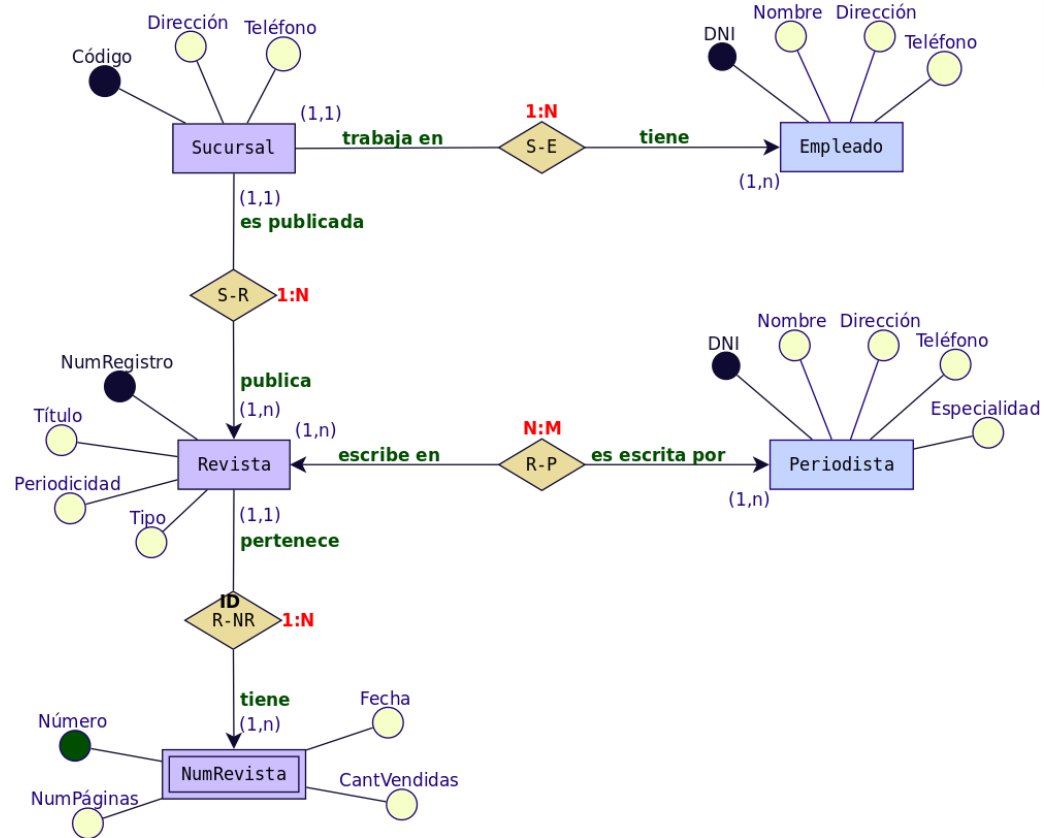 Dirección
Teléfono
Código
(1,1)
Sucursal
trabaja en
1:N
S-E
tiene
Nombre
Dirección
DNI
Teléfono
Empleado
(1,n)
(1,1)
es publicada
S-R
1:N
publica
(1,n)
NumRegistro
Título
Periodicidad
Tipo
Revista
(1,n)
escribe en
N:M
R-P
es escrita por
Nombre
Dirección
DNI
Teléfono
Especialidad
Periodista
(1,n)
(1,1)
pertenece
ID
R-NR
1:N
tiene
(1,n)
Fecha
Número
NumRevista
NumPáginas
CantVendidas